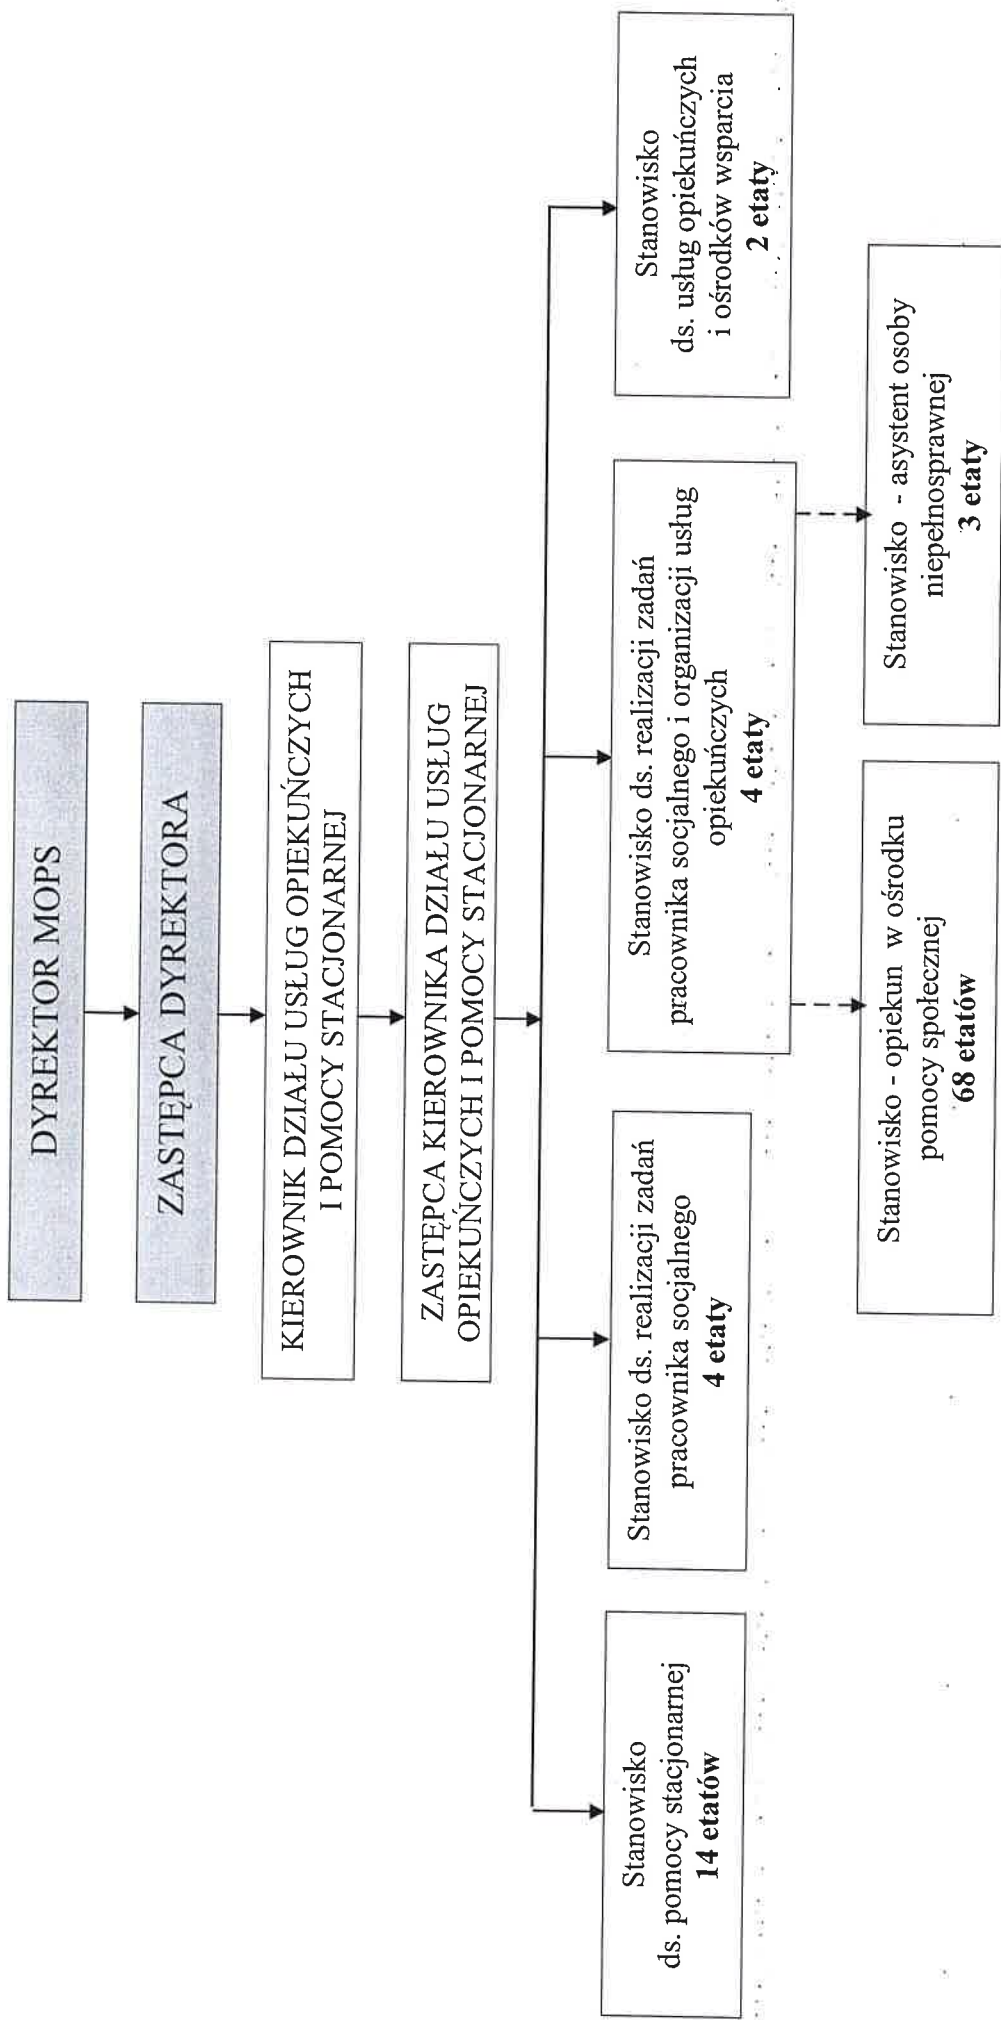 DYREKTOR MOPS
ZASTĘPCA DYREKTORA
KIEROWNIK DZIAŁU USŁUG OPIEKUŃCZYCH
I POMOCY STACJONARNEJ
ZASTĘPCA KIEROWNIKA DZIAŁU USŁUG
OPIEKUŃCZYCH I POMOCY STACJONARNEJ
Stanowisko
ds. pomocy stacjonarnej
14 etatów
Stanowisko ds. realizacji zadań
pracownika socjalnego
4 etaty
Stanowisko ds. realizacji zadań
pracownika socjalnego i organizacji usług
opiekuńczych
4 etaty
Stanowisko
ds. usług opiekuńczych
i ośrodków wsparcia
2 etaty
Stanowisko - opiekun w ośrodku
pomocy społecznej
68 etatów
Stanowisko - asystent osoby
niepełnosprawnej
3 etaty